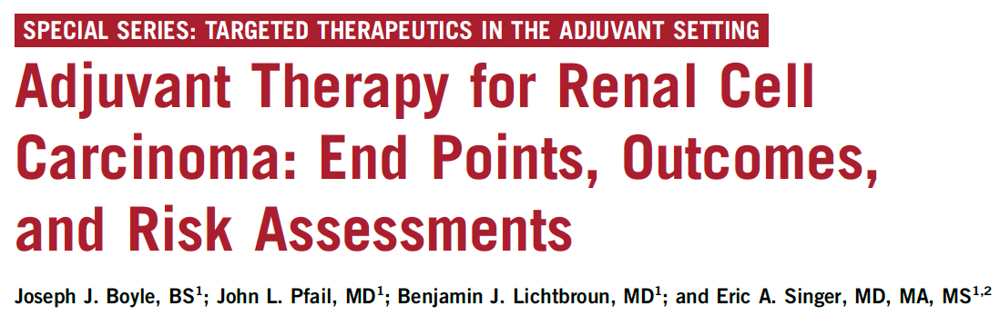 SPECIAL SERIES: TARGETED THERAPEUTICS IN THE ADJUVANT SETTING
Adjuvant Therapy for Renal Cell
Carcinoma: End Points, Outcomes,
and Risk Assessments
Joseph J. Boyle, BS¹; John L. Pfail, MD¹; Benjamin J. Lichtbroun, MD¹; and Eric A. Singer, MD, MA, MS¹,²